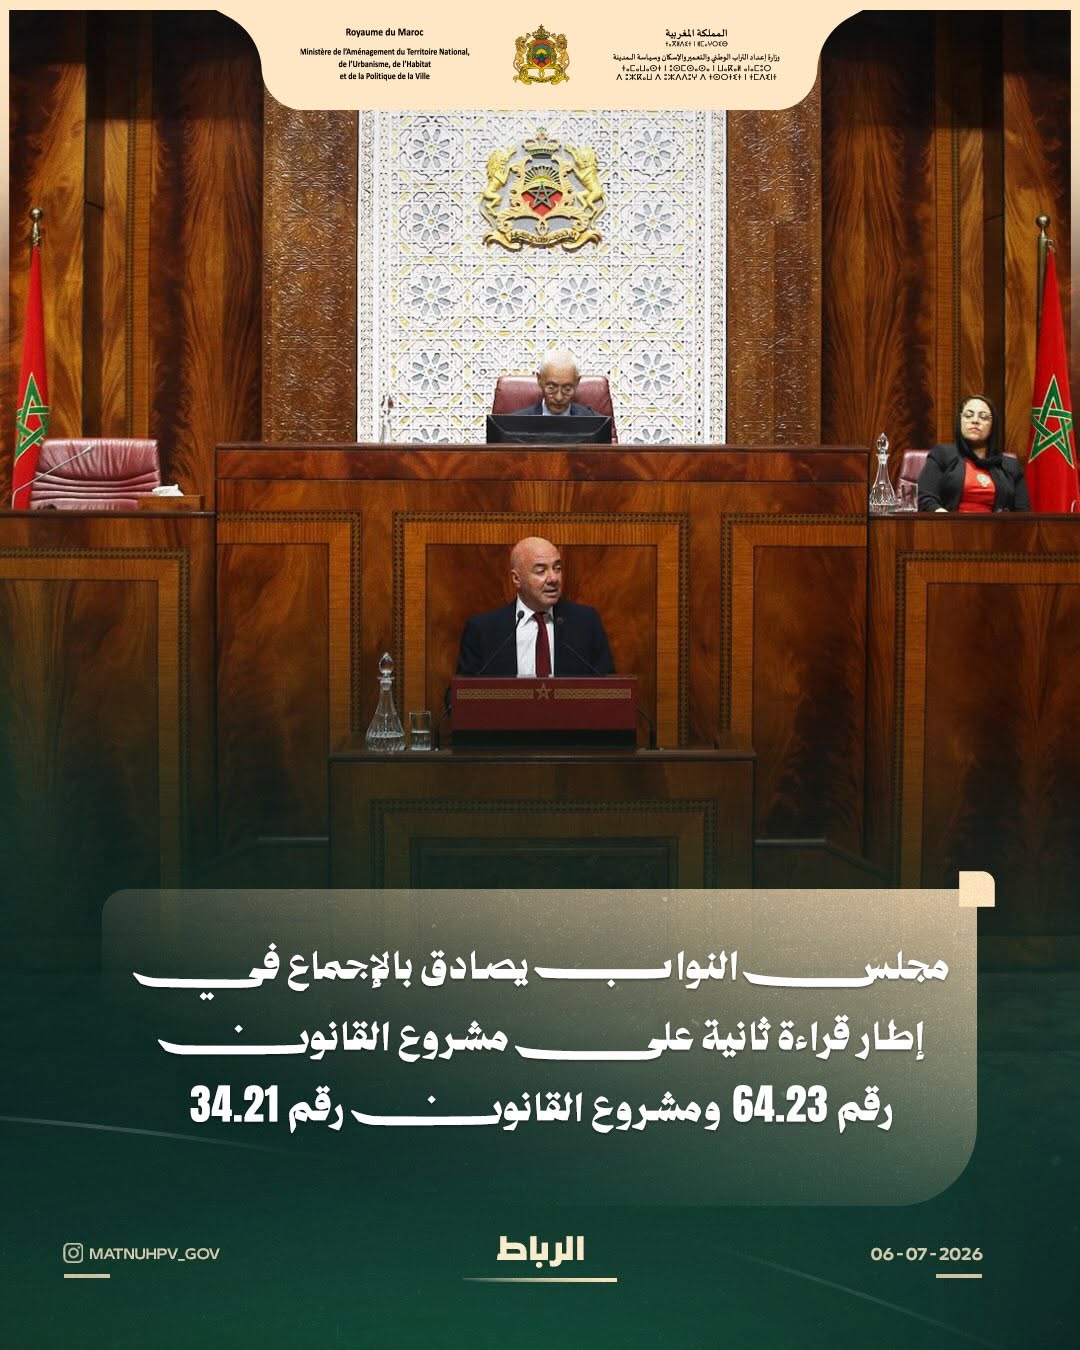 Royaume du Maroc
Ministère de l'Aménagement du Territoire National,
de l'Urbanisme, de l'Habitat
et de la Politique de la Ville
المملكة المغربية
ⵜⴰⴳⵍⴷⵉⵜ ⵏ ⵍⵎⵖⵔⵉⴱ
وزارة إعداد التراب الوطني والتعمير والإسكان وسياسة المدينة
مجلس النواب يصادق بالإجماع في
إطار قراءة ثانية على مشروع القانون
رقم 64.23 ومشروع القانون رقم 34.21
MATNUHPV_GOV
الرباط
06-07-2026